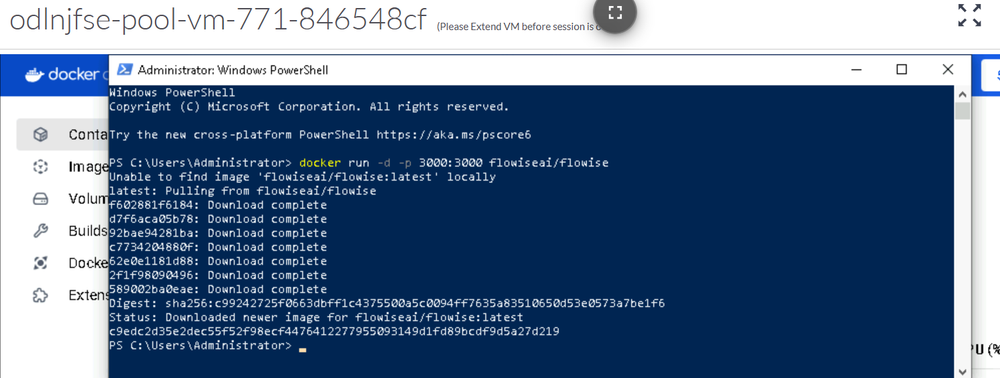 odlnjfse-pool-vm-771-846548cf (Please Extend VM before session is
docker
Administrator: Windows PowerShell
Windows PowerShell
Copyright (C) Microsoft Corporation. All rights reserved.
Try the new cross-platform PowerShell https://aka.ms/pscore6
PS C:\Users\Administrator> docker run -d -p 3000:3000 flowiseai/flowise
Unable to find image 'flowiseai/flowise:latest' locally
latest: Pulling from flowiseai/flowise
f602881f6184: Download complete
d7f6aca05b78: Download complete
92bae94281ba: Download complete
c7734204880f: Download complete
62e0e1181d88: Download complete
2f1f98090496: Download complete
589002ba0eae: Download complete
Digest: sha256:c99242725f0663dbff1c4375500a5c0094ff7635a83510650d53e0573a7be1f6
Status: Downloaded newer image for flowiseai/flowise:latest
c9edc2d35e2dec55f52f98ecf4476412277955093149d1fd89bcdf9d5a27d219
PS C:\Users\Administrator>
Conta
Image
Volum
Builds
Docke
Extens
PU (%